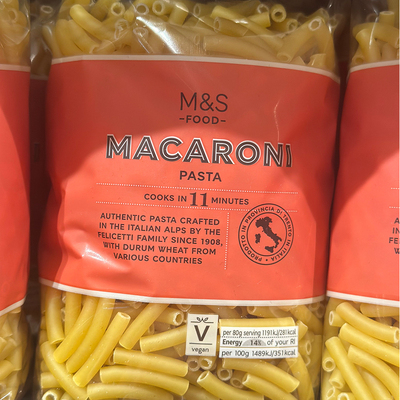 M&S
-FOOD-
MACARONI
PASTA
COOKS IN 11 MINUTES
AUTHENTIC PASTA CRAFTED
IN THE ITALIAN ALPS BY THE
FELICETTI FAMILY SINCE 1908,
WITH DURUM WHEAT FROM
VARIOUS COUNTRIES
PRODOTTO IN PROVINCIA DI TRENTO IN ITALIA
V
vegan
per 80g serving 1191kJ/281kcal
Energy 14% of your RI
per 100g 1489kJ/351kcal